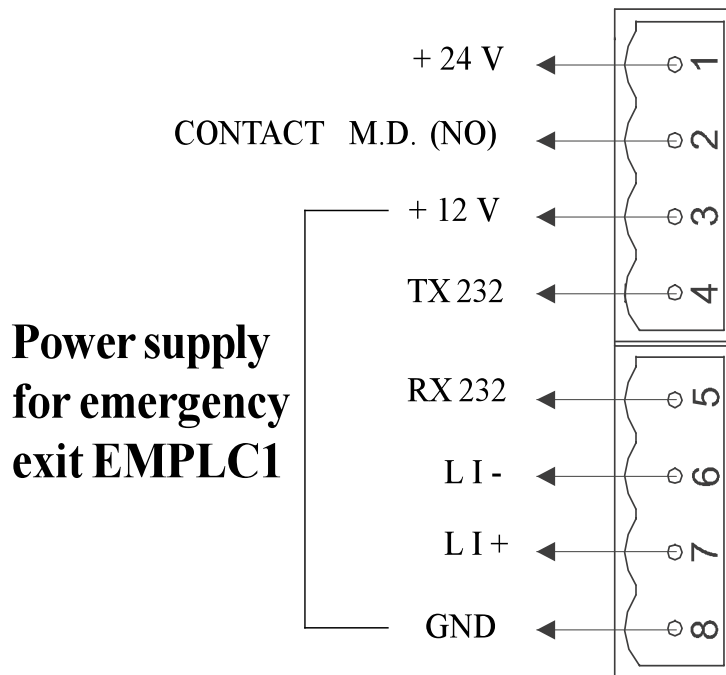 + 24 V 1
CONTACT M.D. (NO) 2
+ 12 V 3
TX 232 4
Power supply
for emergency
exit EMPLC1
RX 232 5
L I - 6
L I + 7
GND 8